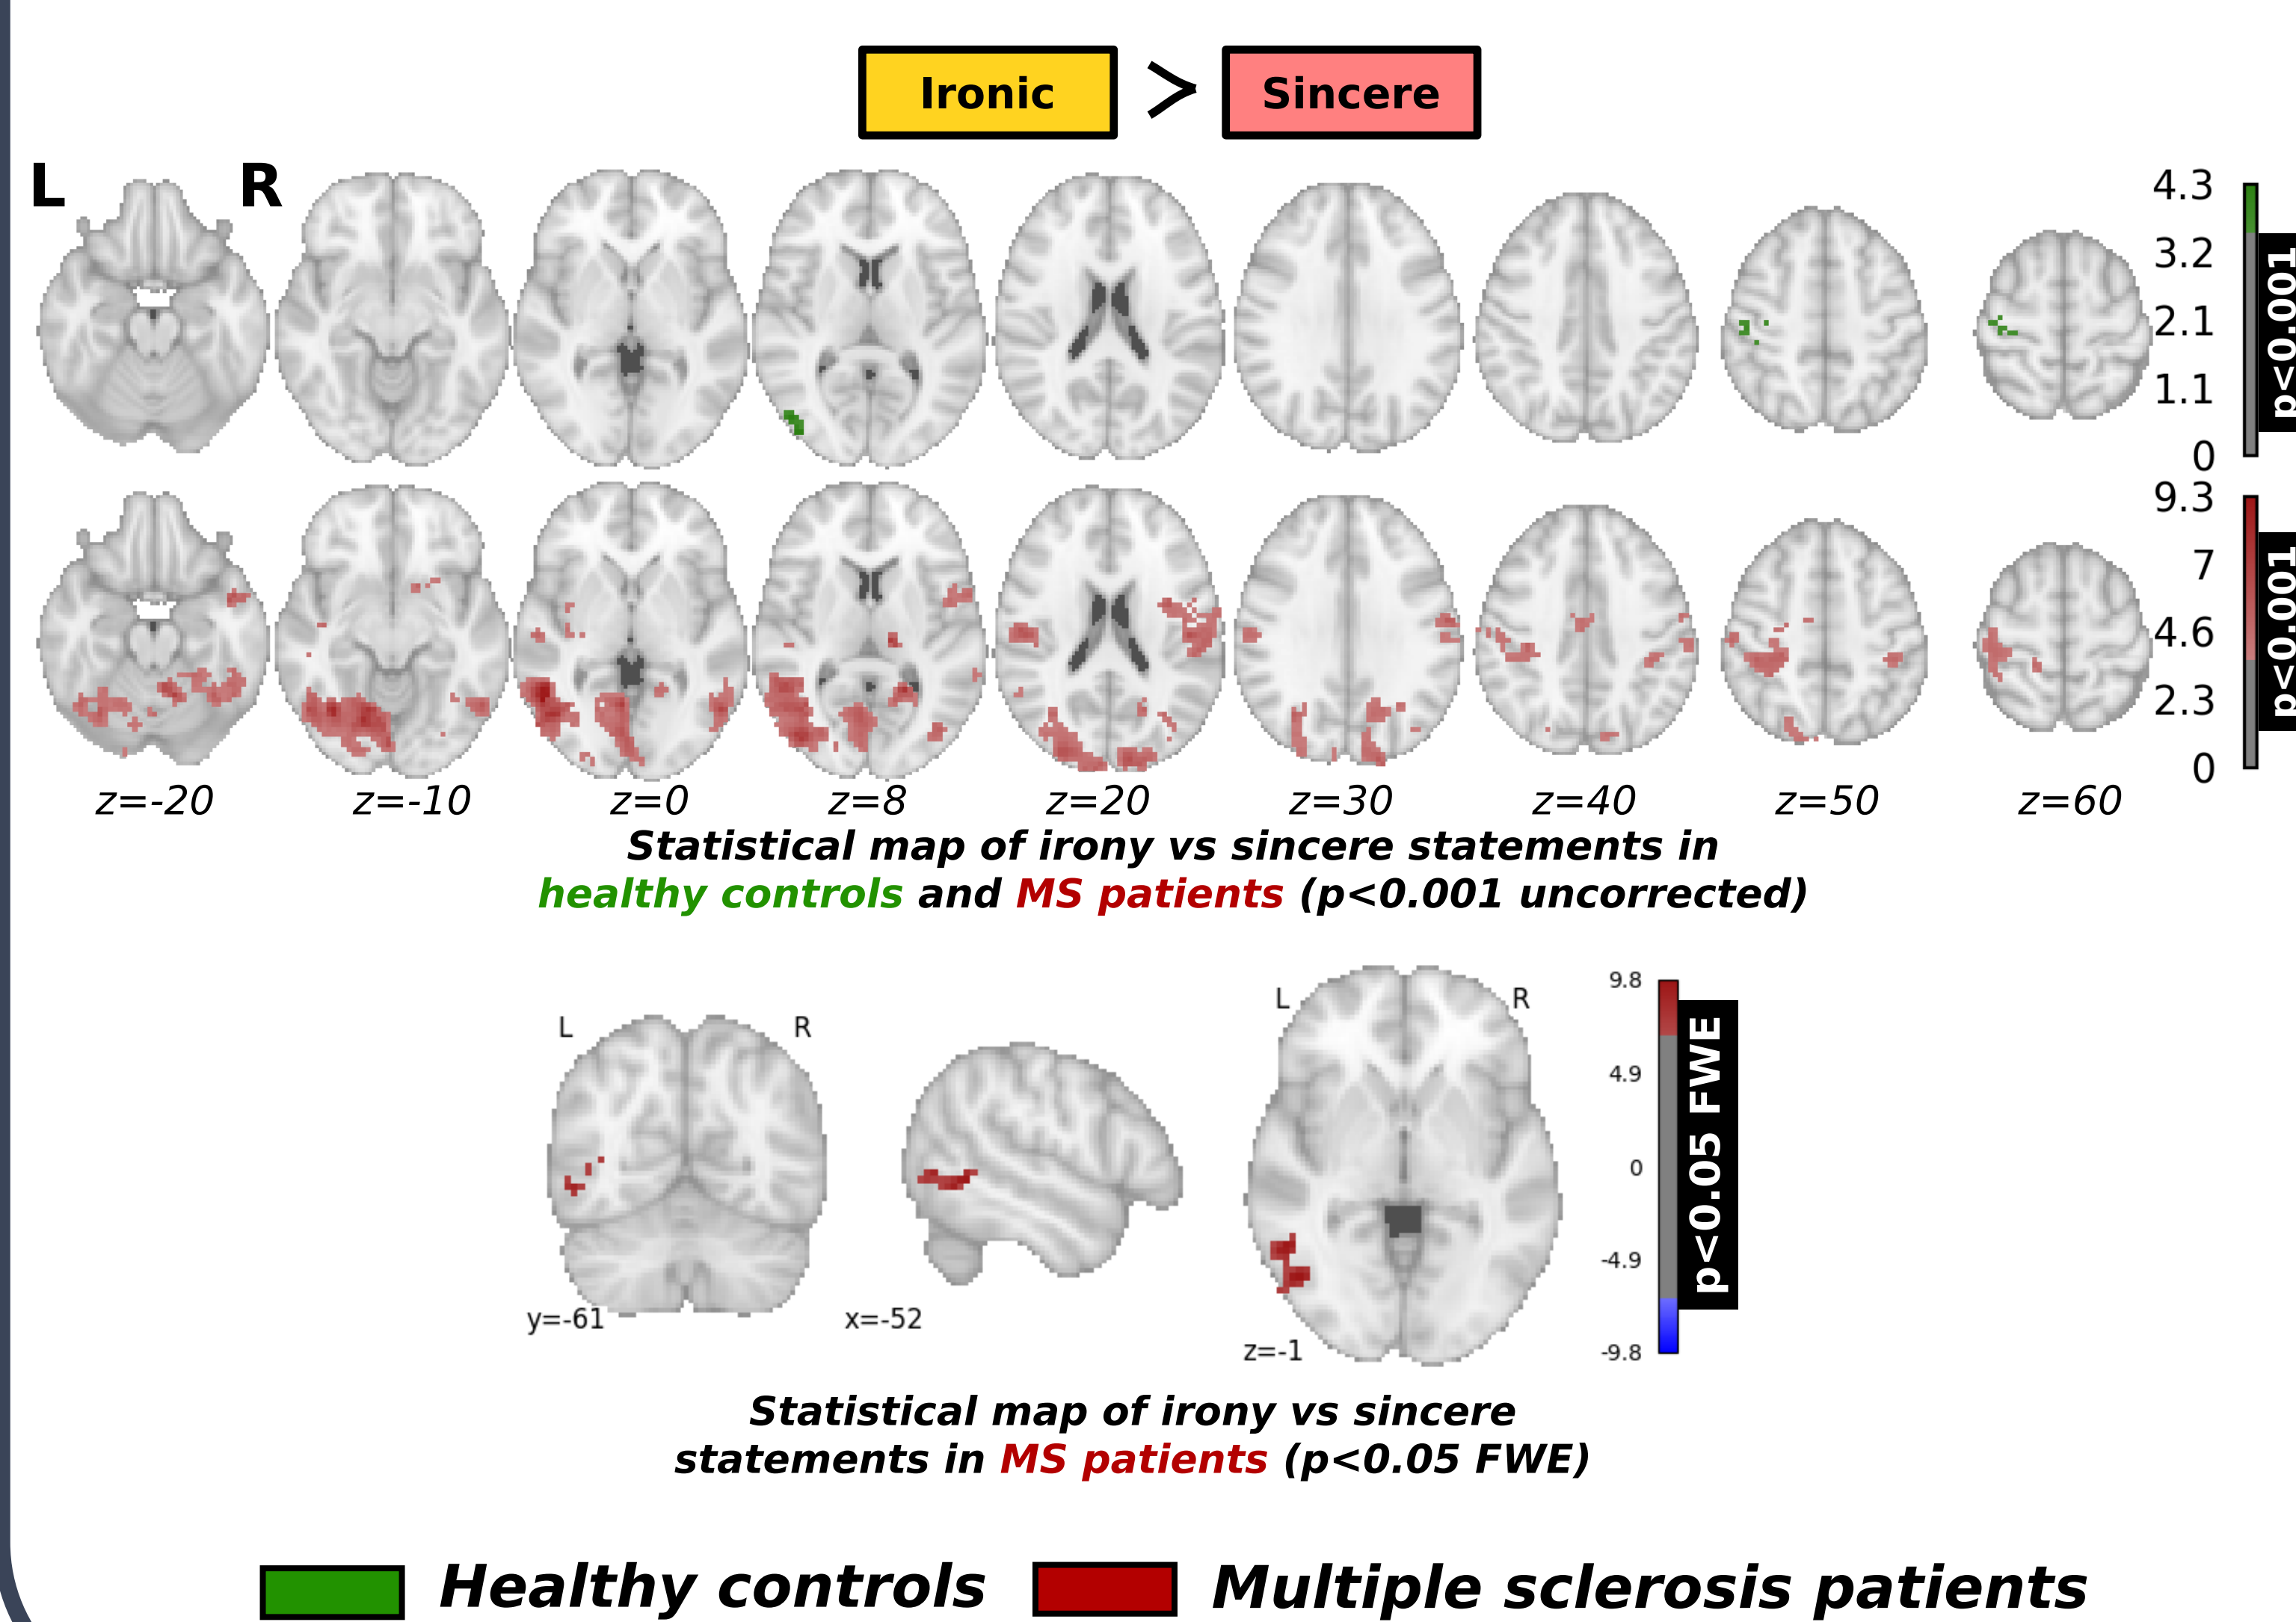 Ironic > Sincere
L R
4.3
3.2
2.1
1.1
0
p<0.001
9.3
7
4.6
2.3
0
p<0.001
z=-20 z=-10 z=0 z=8 z=20 z=30 z=40 z=50 z=60
Statistical map of irony vs sincere statements in
healthy controls and MS patients (p<0.001 uncorrected)
L R
y=-61
x=-52
L R
z=-1
9.8
4.9
0
-4.9
-9.8
p<0.05 FWE
Statistical map of irony vs sincere
statements in MS patients (p<0.05 FWE)
Healthy controls Multiple sclerosis patients